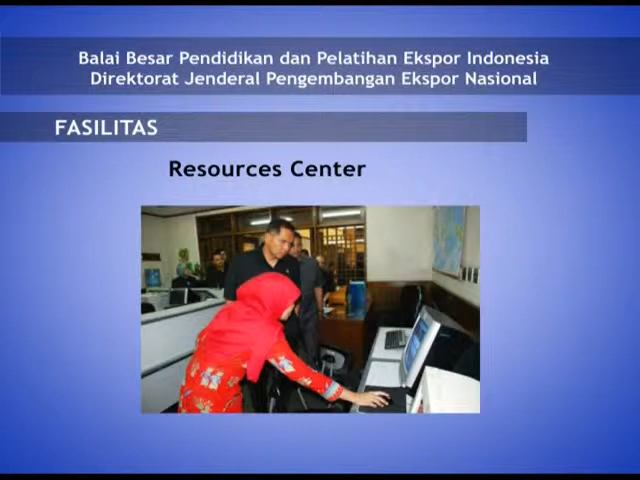 Balai Besar Pendidikan dan Pelatihan Ekspor Indonesia
Direktorat Jenderal Pengembangan Ekspor Nasional
FASILITAS
Resources Center